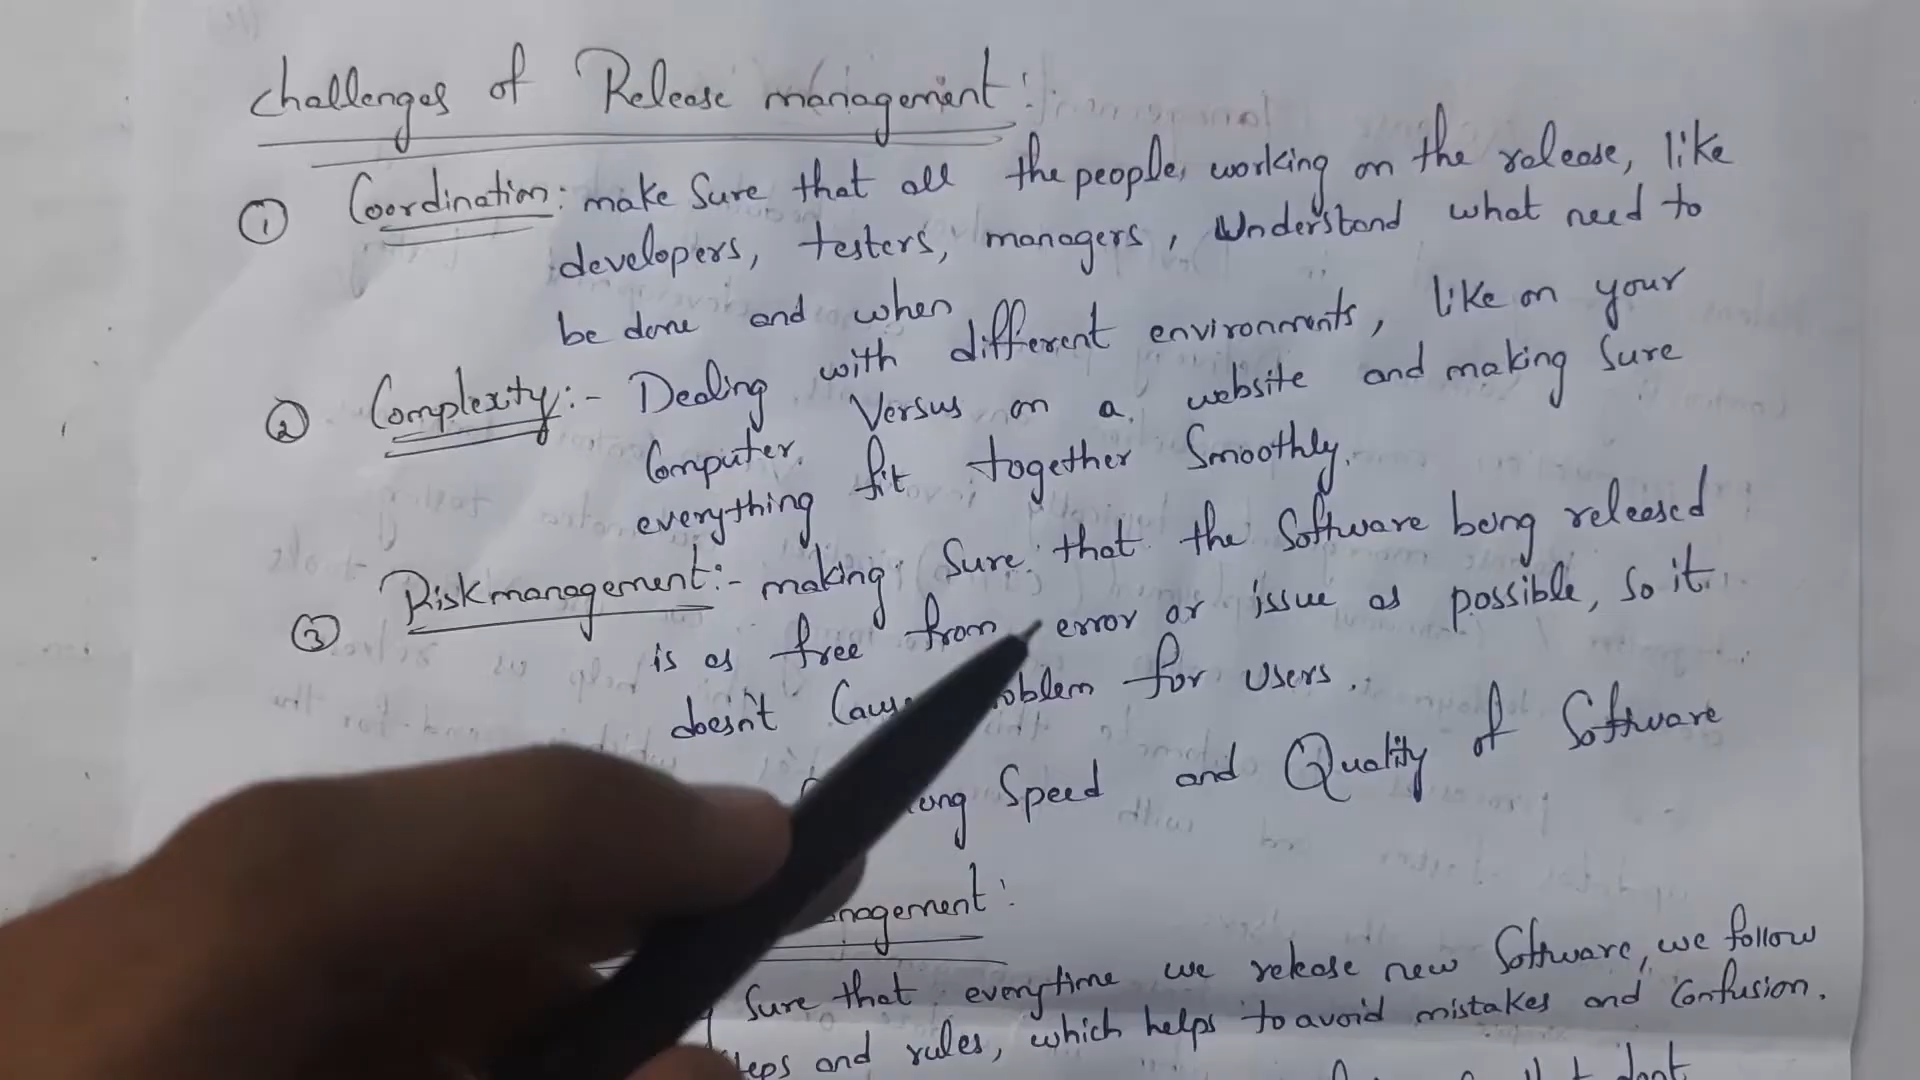 Challenges of Release management:
① Coordination: make Sure that all the people, working on the release, like
developers, testers, managers, Understand what need to
be done and when
② Complexity:- Dealing with different environments, like on your
Computer. Versus on a website and making Sure
everything fit together Smoothly.
③ Risk management:- making Sure that the Software being released
is as free from error or issue as possible, So it
doesn't for users.
Speed and Quality of Software
Sure that everytime we release new Software, we follow
and rules, which helps to avoid mistakes and Confusion.